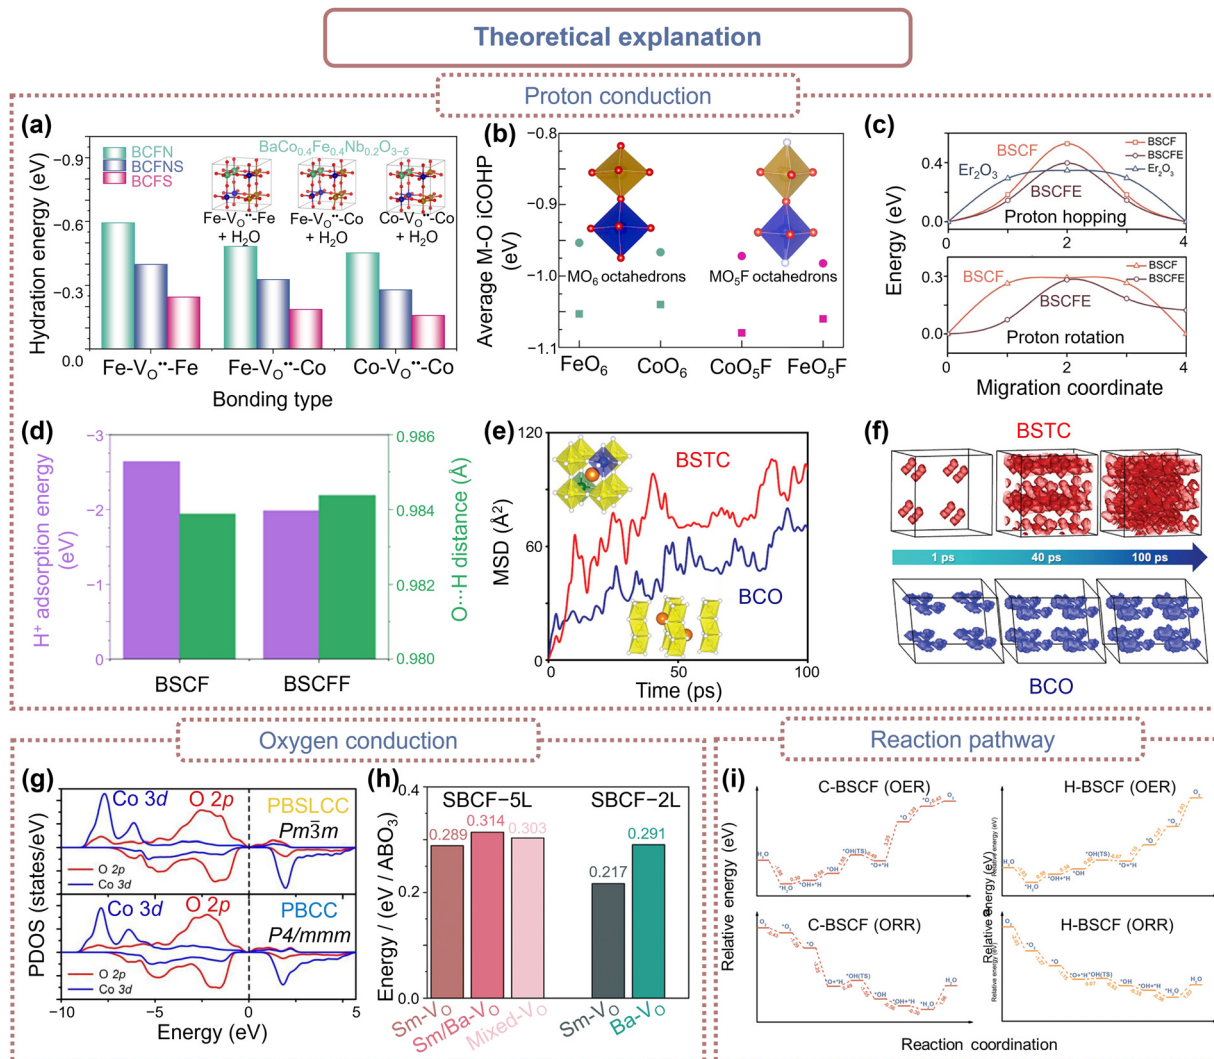 Theoretical explanation
Proton conduction
(a)
Hydration energy (eV)
−0.9
−0.6
−0.3
0.0
BCFN
BCFNS
BCFS
BaCo0.4Fe0.4Nb0.2O3-δ
Fe-VO••-Fe
+ H2O
Fe-VO••-Co
+ H2O
Co-VO••-Co
+ H2O
Fe-VO••-Fe
Fe-VO••-Co
Co-VO••-Co
Bonding type
(b)
Average M-O iCOHP
(eV)
−0.8
−0.9
−1.0
−1.1
MO6 octahedrons
MO5F octahedrons
FeO6
CoO6
CoO5F
FeO5F
(c)
Energy (eV)
0.4
0.0
BSCF
Er2O3
BSCFE
BSCF
BSCFE
Er2O3
Proton hopping
0 1 2 3 4
0.3
0.0
BSCF
BSCFE
BSCF
BSCFE
Proton rotation
0 1 2 3 4
Migration coordinate
(d)
H+ adsorption energy
(eV)
−3
−2
−1
0
O···H distance (Å)
0.986
0.984
0.982
0.980
BSCF
BSCFF
(e)
MSD (Å2)
120
60
0
BSTC
BCO
0
50
100
Time (ps)
(f)
BSTC
1 ps
40 ps
100 ps
BCO
Oxygen conduction
(g)
PDOS (states/eV)
Co 3d
O 2p
PBSLCC
Pm3̄m
O 2p
Co 3d
Co 3d
O 2p
PBCC
P4/mmm
O 2p
Co 3d
−10
−5
0
5
Energy (eV)
(h)
Energy / (eV / ABO3)
0.4
0.2
0.0
SBCF−5L
SBCF−2L
0.289
0.314
0.303
0.217
0.291
Sm-VO
Sm/Ba-VO
Mixed-VO
Sm-VO
Ba-VO
Reaction pathway
(i)
Relative energy (eV)
C-BSCF (OER)
H-BSCF (OER)
C-BSCF (ORR)
H-BSCF (ORR)
Reaction coordination